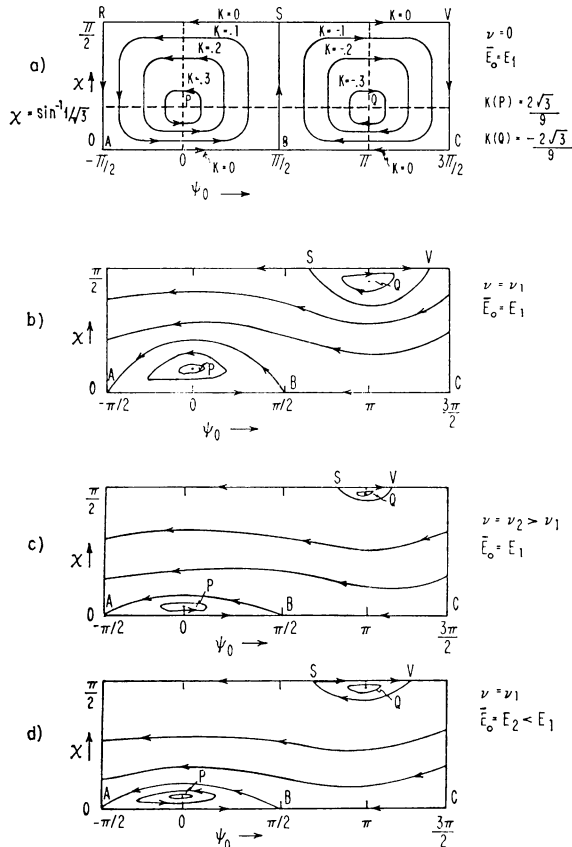 R S V
K=0 K=0
π/2
K=.1 K=-.1
K=.2 K=-.2
K=.3 K=-.3
a) χ↑
P Q
χ = sin⁻¹ 1/√3
0 A B C
-π/2 0 K=0 π/2 π K=0 3π/2
ψ₀ →
ν = 0
E̅₀ = E₁
K(P) = 2√3/9
K(Q) = -2√3/9
S V
π/2
Q
b) χ↑
P
0 A B C
-π/2 0 π/2 π 3π/2
ψ₀ →
ν = ν₁
E̅₀ = E₁
S V
π/2
Q
c) χ↑
P
0 A B C
-π/2 0 π/2 π 3π/2
ψ₀ →
ν = ν₂ > ν₁
E̅₀ = E₁
S V
π/2
Q
d) χ↑
P
0 A B C
-π/2 0 π/2 π 3π/2
ψ₀ →
ν = ν₁
E̅₀ = E₂ < E₁